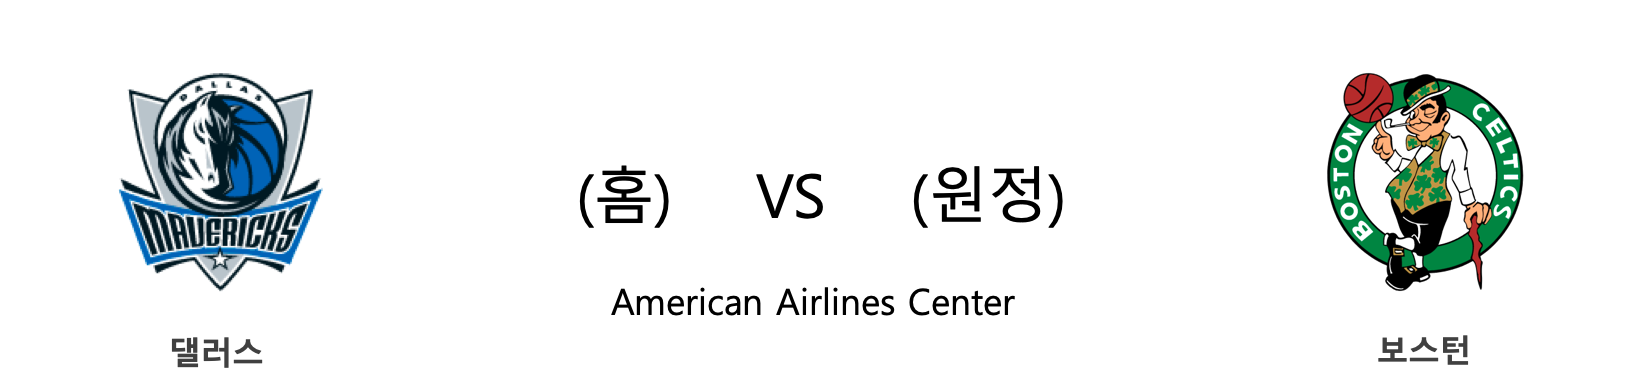 DALLAS
MAVERICKS
(홈) VS (원정)
American Airlines Center
BOSTON CELTICS
댈러스
보스턴